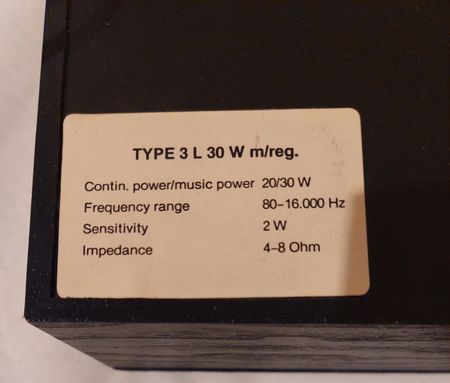 TYPE 3 L 30 W m/reg.
Contin. power/music power 20/30 W
Frequency range 80-16.000 Hz
Sensitivity 2 W
Impedance 4-8 Ohm